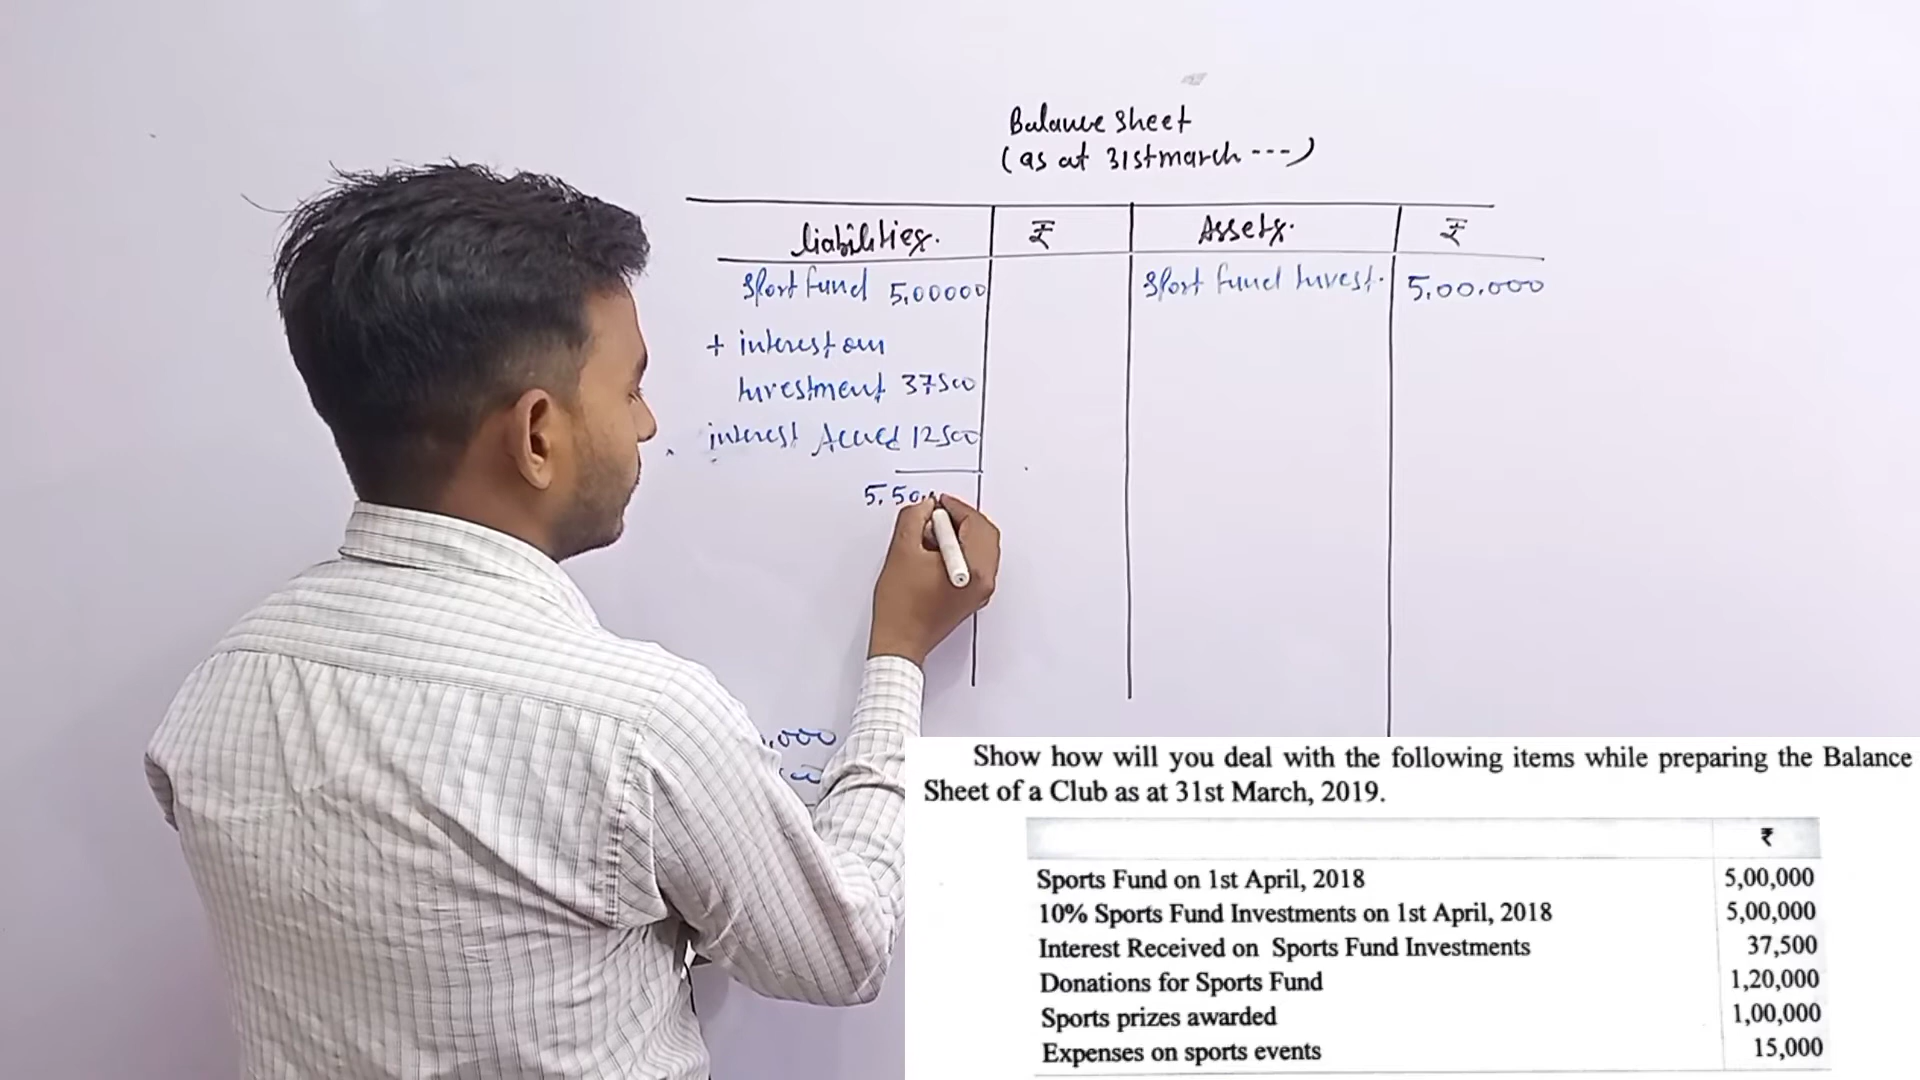 Balance sheet
(as at 31st march ---)
Liabilities. ₹ Assets. ₹
Sport fund 5,00000 Sport fund Invest. 5,00,000
+ interest on
Investment 37500
interest Accued 12500
5,50
,000
Show how will you deal with the following items while preparing the Balance
Sheet of a Club as at 31st March, 2019.
₹
Sports Fund on 1st April, 2018 5,00,000
10% Sports Fund Investments on 1st April, 2018 5,00,000
Interest Received on Sports Fund Investments 37,500
Donations for Sports Fund 1,20,000
Sports prizes awarded 1,00,000
Expenses on sports events 15,000